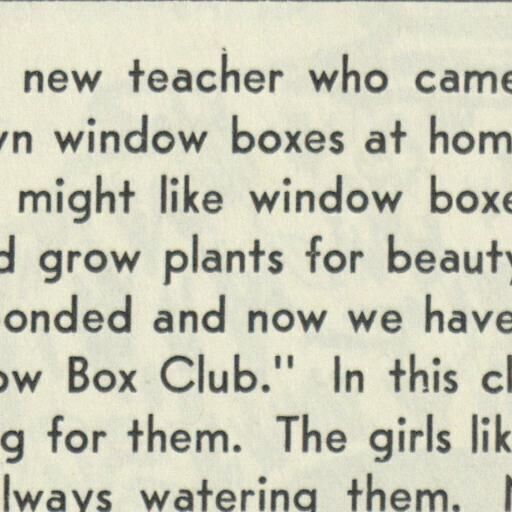 new teacher who came
wn window boxes at hom
might like window boxe
d grow plants for beauty
onded and now we have
ow Box Club." In this cl
g for them. The girls lik
lways watering them.